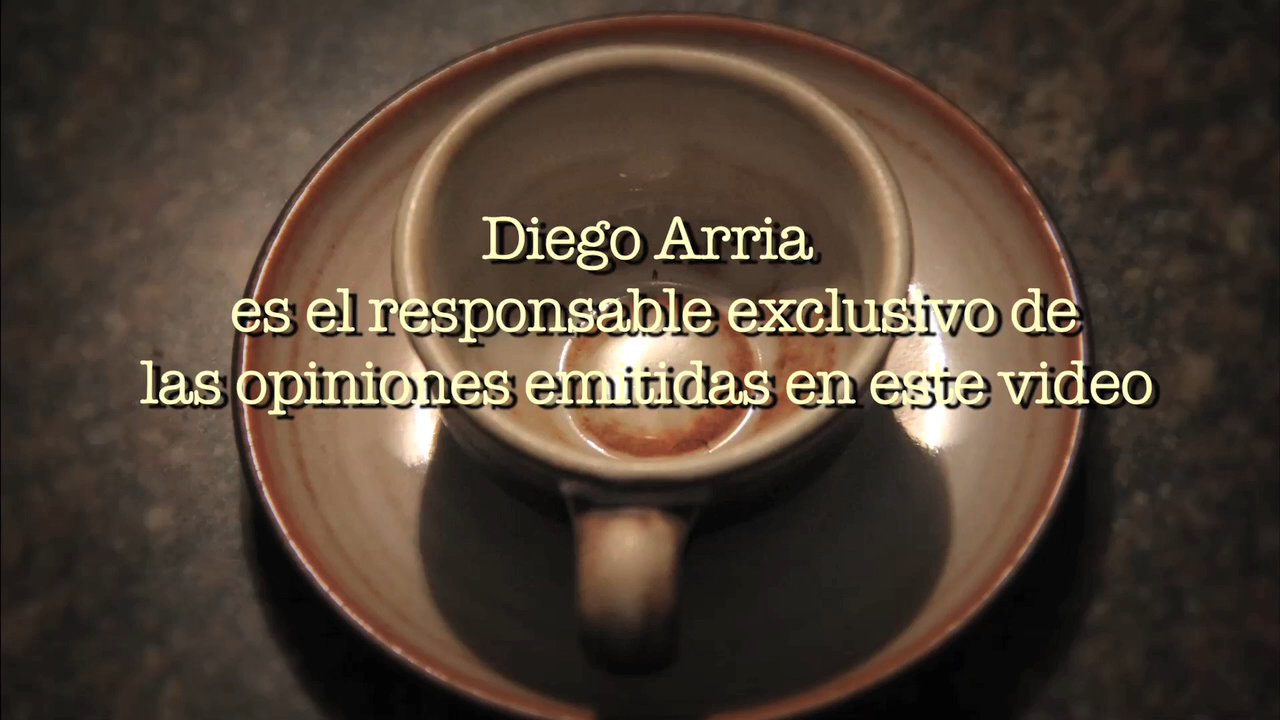 Diego Arria
es el responsable exclusivo de
las opiniones emitidas en este video